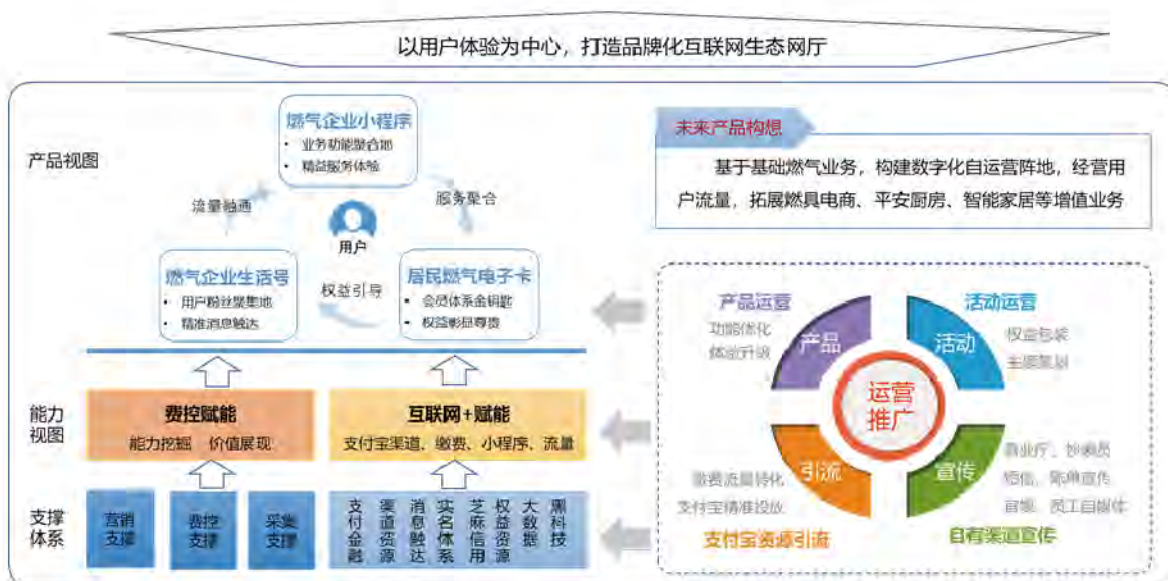 以用户体验为中心，打造品牌化互联网生态网厅
产品视图
燃气企业小程序
• 业务功能聚合地
• 精益服务体验
流量融通
服务聚合
用户
燃气企业生活号
• 用户粉丝聚集地
• 精准消息触达
权益引导
居民燃气电子卡
• 会员体系金钥匙
• 权益彰显尊贵
未来产品构想
基于基础燃气业务，构建数字化自运营阵地，经营用
户流量，拓展燃具电商、平安厨房、智能家居等增值业务
能力
视图
费控赋能
能力挖掘 价值展现
互联网+赋能
支付宝渠道、缴费、小程序、流量
支撑
体系
营销
支撑
费控
支撑
采集
支撑
支付金融
渠道资源
消息触达
实名体系
芝麻信用
权益资源
大数据
黑科技
产品运营
功能优化
体验升级
产品
活动运营
权益包装
主题策划
活动
运营
推广
引流
缴费流量转化
支付宝精准投放
支付宝资源引流
宣传
营业厅、抄表员
短信、账单宣传
官媒、员工自媒体
自有渠道宣传